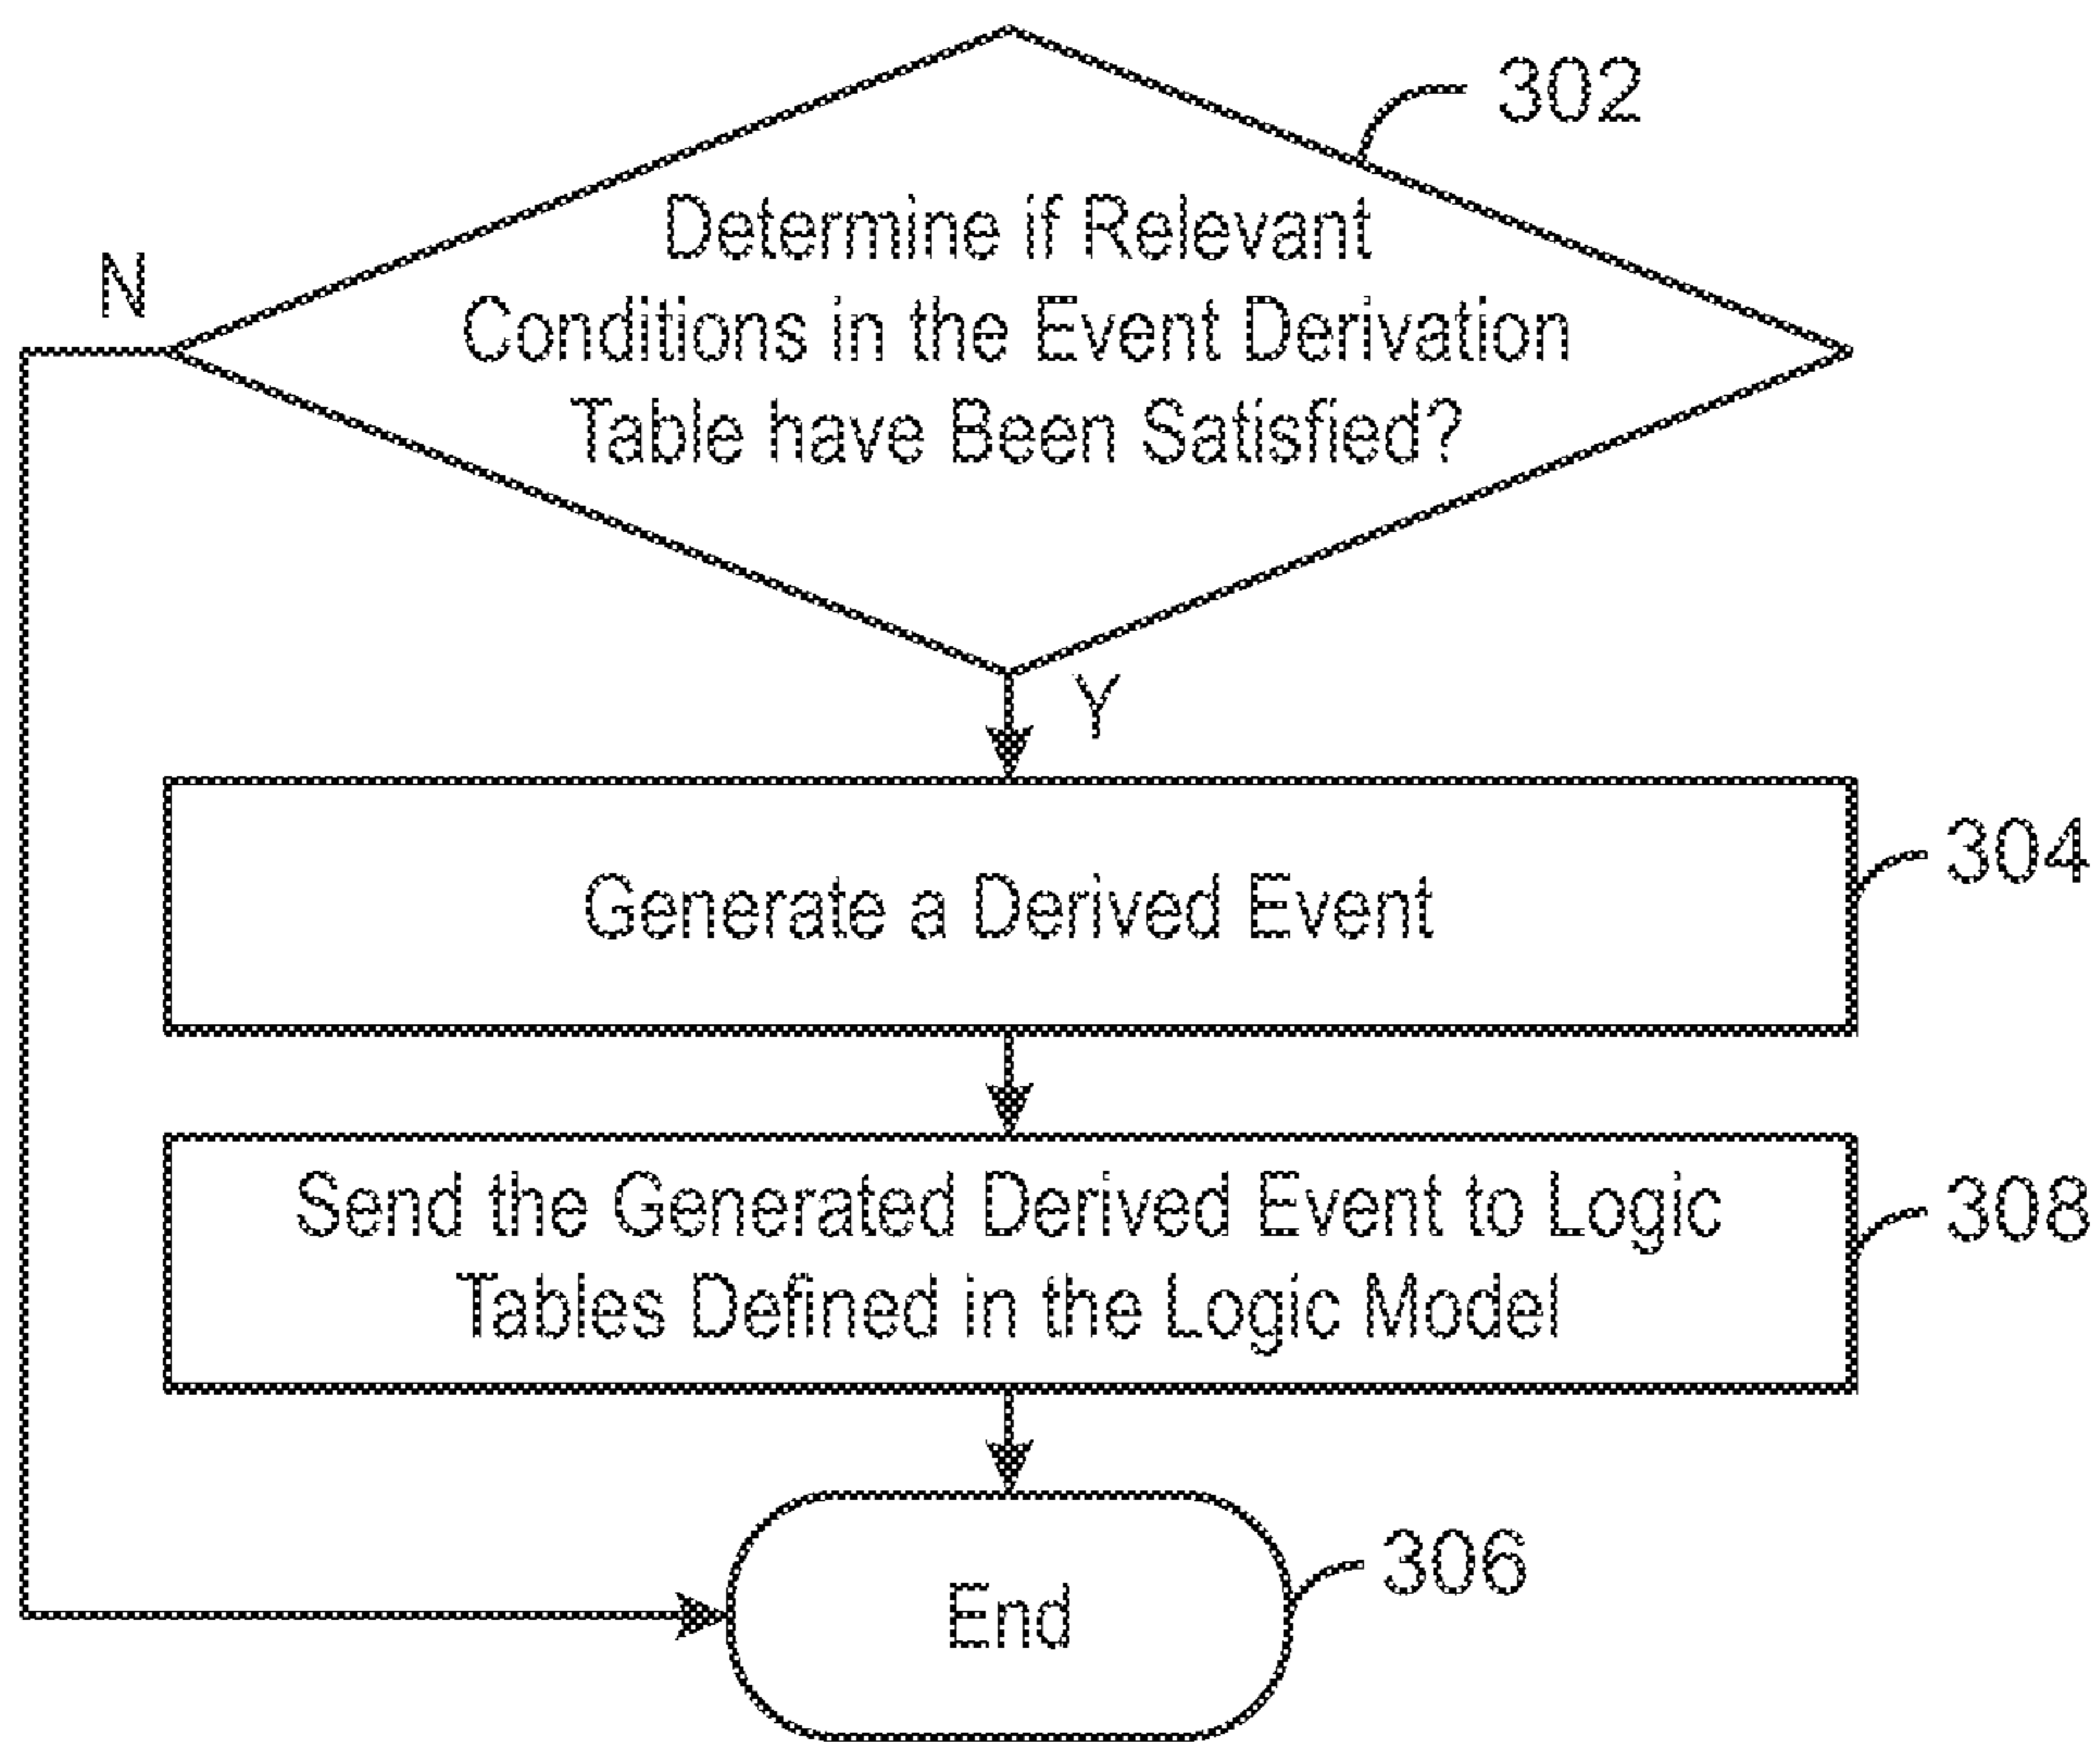 302
Determine if Relevant
Conditions in the Event Derivation
Table have Been Satisfied?
N
Y
Generate a Derived Event
304
Send the Generated Derived Event to Logic
Tables Defined in the Logic Model
308
End
306